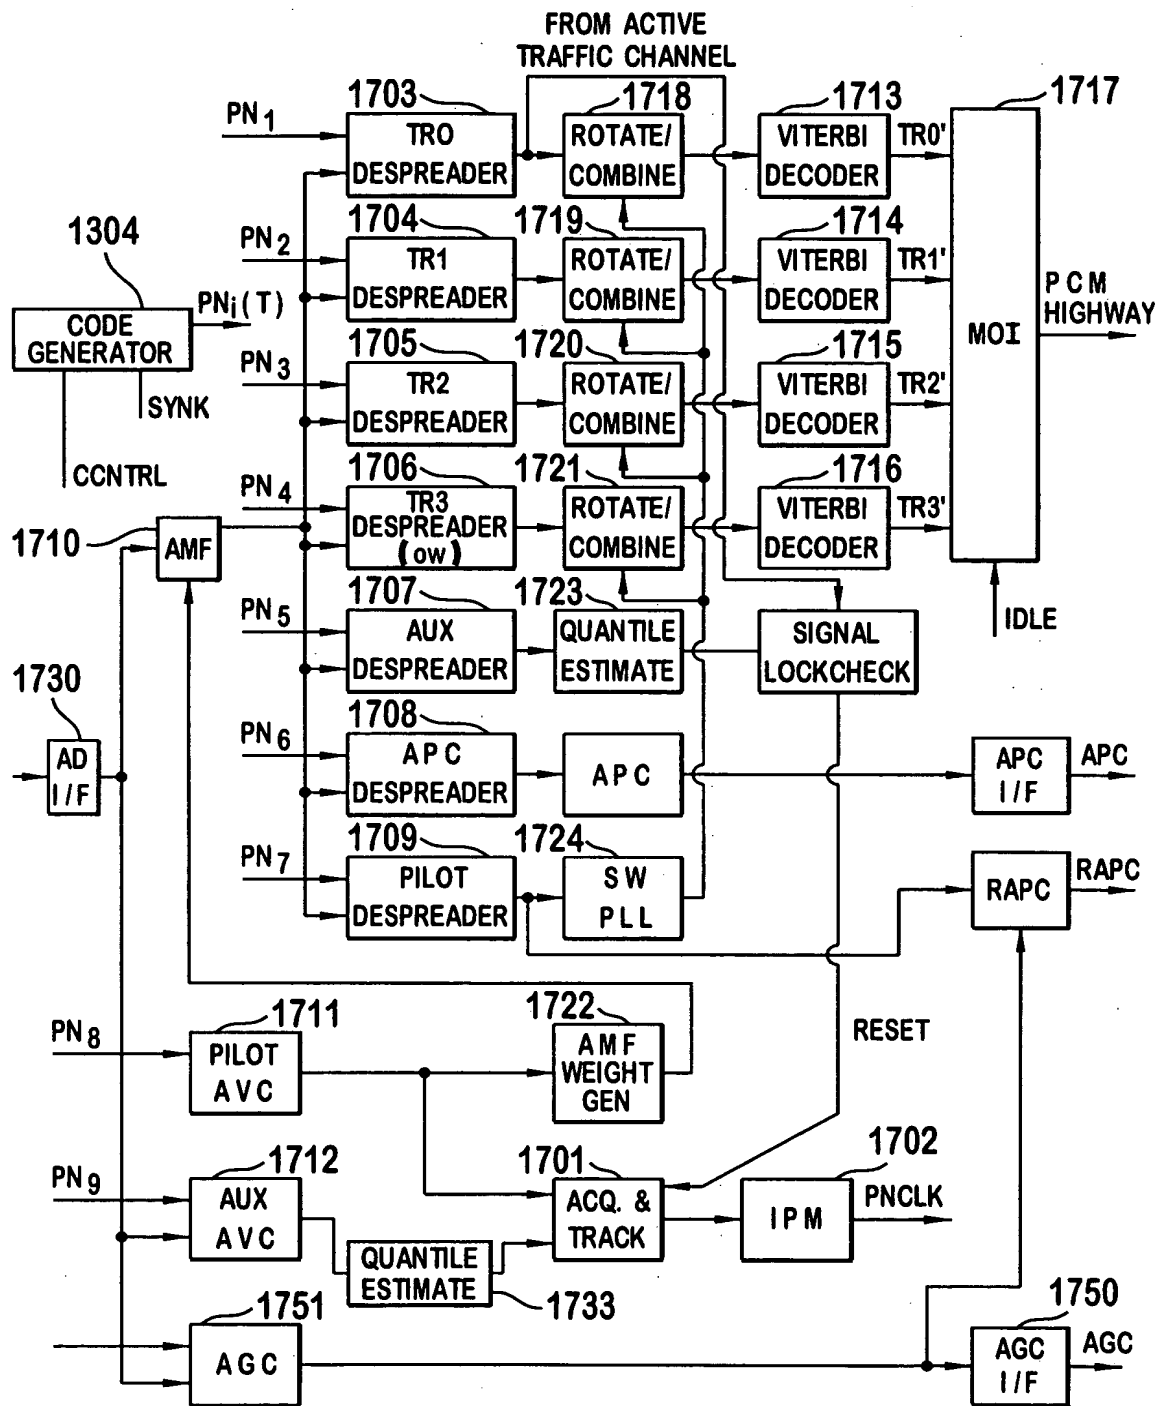 FROM ACTIVE
TRAFFIC CHANNEL
1703
1718
1713
1717
PN1
TRO
DESPREADER
ROTATE/
COMBINE
VITERBI
DECODER
TR0'
1304
PN2
1704
1719
1714
TR1
DESPREADER
ROTATE/
COMBINE
VITERBI
DECODER
TR1'
CODE
GENERATOR
PNi(T)
PCM
HIGHWAY
MOI
PN3
1705
1720
1715
TR2
DESPREADER
ROTATE/
COMBINE
VITERBI
DECODER
TR2'
SYNK
CCNTRL
PN4
1706
1721
1716
TR3
DESPREADER
(OW)
ROTATE/
COMBINE
VITERBI
DECODER
TR3'
1710
AMF
PN5
1707
1723
AUX
DESPREADER
QUANTILE
ESTIMATE
SIGNAL
LOCKCHECK
IDLE
1730
AD
I/F
PN6
1708
APC
DESPREADER
APC
APC
I/F
APC
PN7
1709
1724
PILOT
DESPREADER
SW
PLL
RAPC
RAPC
PN8
1711
1722
PILOT
AVC
AMF
WEIGHT
GEN
RESET
PN9
1712
1701
1702
AUX
AVC
ACQ. &
TRACK
IPM
PNCLK
QUANTILE
ESTIMATE
1733
1751
1750
AGC
AGC
I/F
AGC